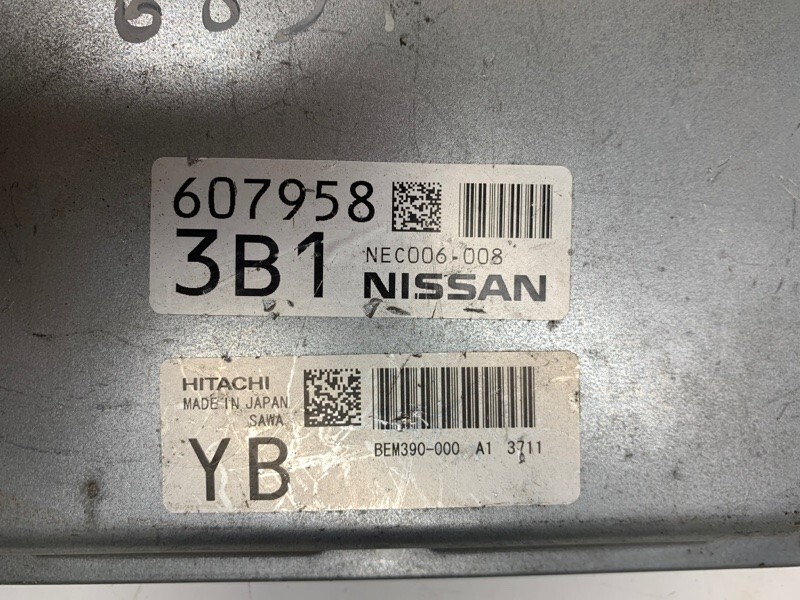 607958
3B1
NEC006-008
NISSAN
HITACHI
MADE IN JAPAN
SAWA
YB
BEM390-000 A1 3711